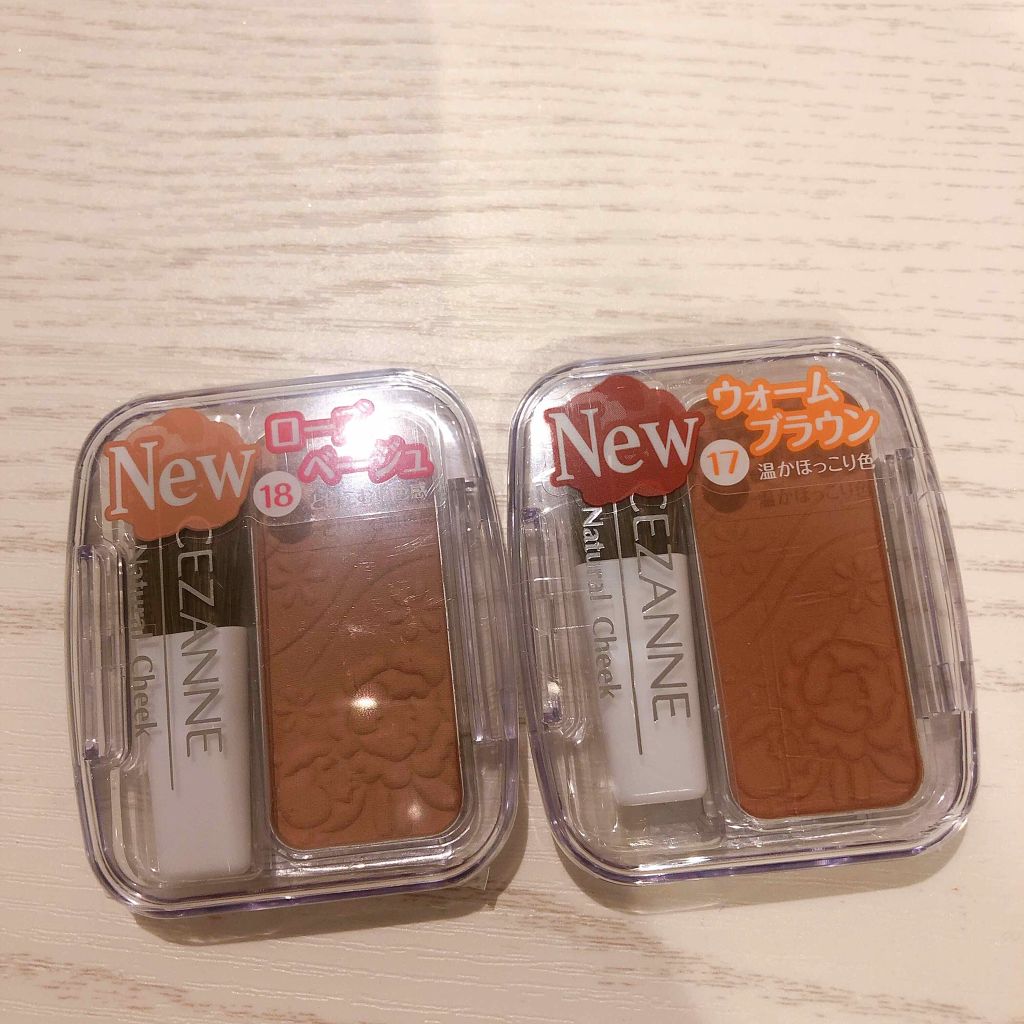 New
ローズ
ベージュ
18
CEZANNE
Natural Cheek
New
ウォーム
ブラウン
17
温かほっこり色
CEZANNE
Natural Cheek